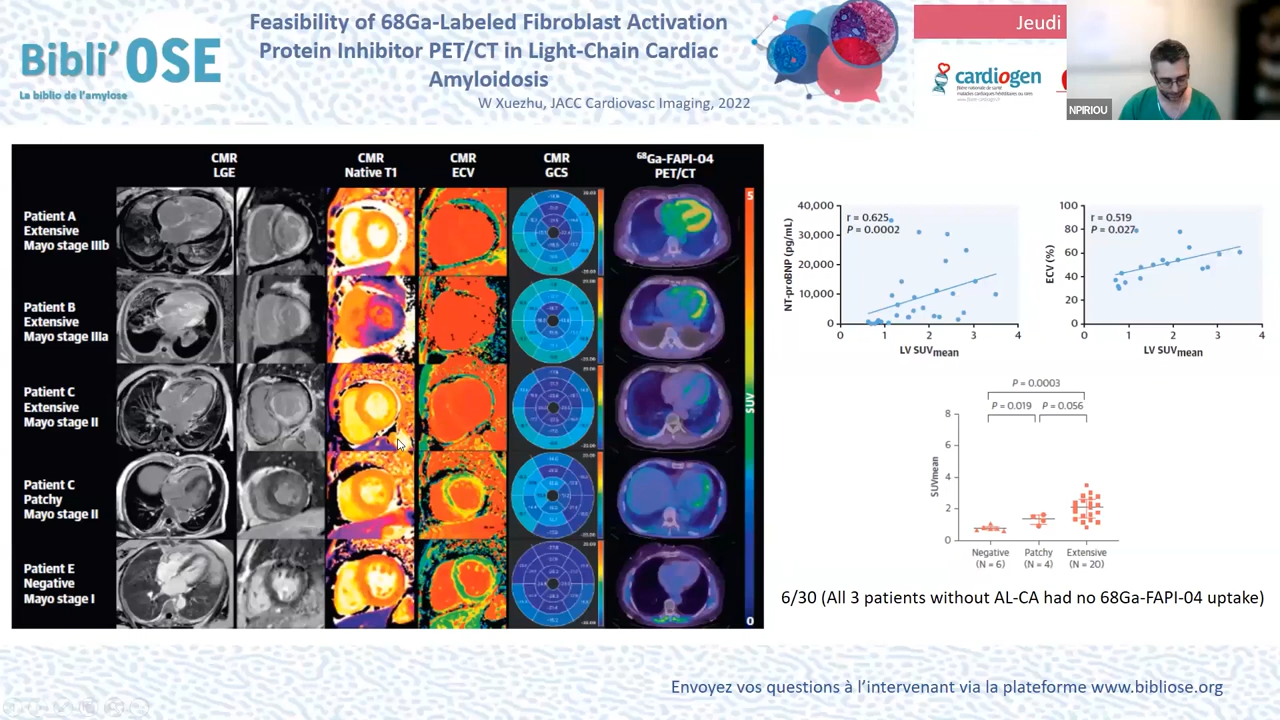 Feasibility of 68Ga-Labeled Fibroblast Activation
Protein Inhibitor PET/CT in Light-Chain Cardiac
Amyloidosis
W Xuezhu, JACC Cardiovasc Imaging, 2022
Bibli'OSE
La biblio de l'amylose
Jeudi
cardiogen
filière nationale de santé
maladies cardiaques héréditaires ou rares
NPIRIOU
CMR
LGE
CMR
Native T1
CMR
ECV
CMR
GCS
68Ga-FAPI-04
PET/CT
Patient A
Extensive
Mayo stage IIIb
Patient B
Extensive
Mayo stage IIIa
Patient C
Extensive
Mayo stage II
Patient C
Patchy
Mayo stage II
Patient E
Negative
Mayo stage I
5
SUV
0
r = 0.625
P = 0.0002
NT-proBNP (pg/mL)
40,000
30,000
20,000
10,000
0
0 1 2 3 4
LV SUVmean
r = 0.519
P = 0.027
ECV (%)
100
80
60
40
20
0
0 1 2 3 4
LV SUVmean
P = 0.0003
P = 0.019 P = 0.056
SUVmean
8
6
4
2
0
Negative Patchy Extensive
(N = 6) (N = 4) (N = 20)
6/30 (All 3 patients without AL-CA had no 68Ga-FAPI-04 uptake)
Envoyez vos questions à l'intervenant via la plateforme www.bibliose.org